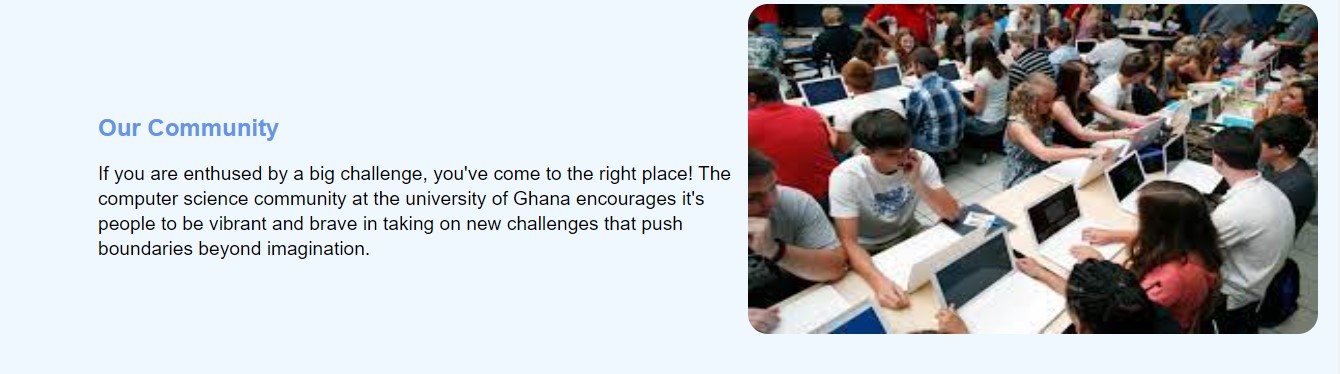 Our Community
If you are enthused by a big challenge, you've come to the right place! The
computer science community at the university of Ghana encourages it's
people to be vibrant and brave in taking on new challenges that push
boundaries beyond imagination.